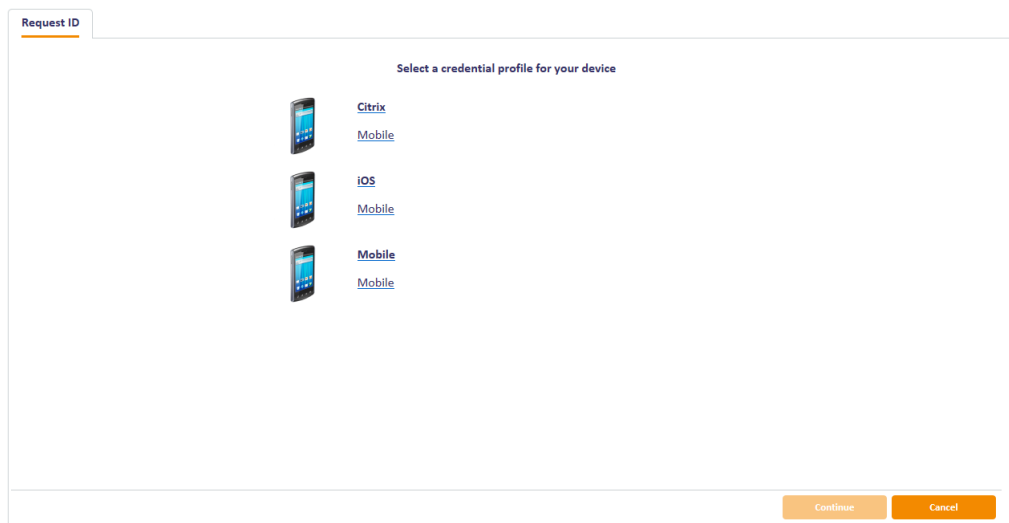 Request ID
Select a credential profile for your device
Citrix
Mobile
iOS
Mobile
Mobile
Mobile
Continue
Cancel